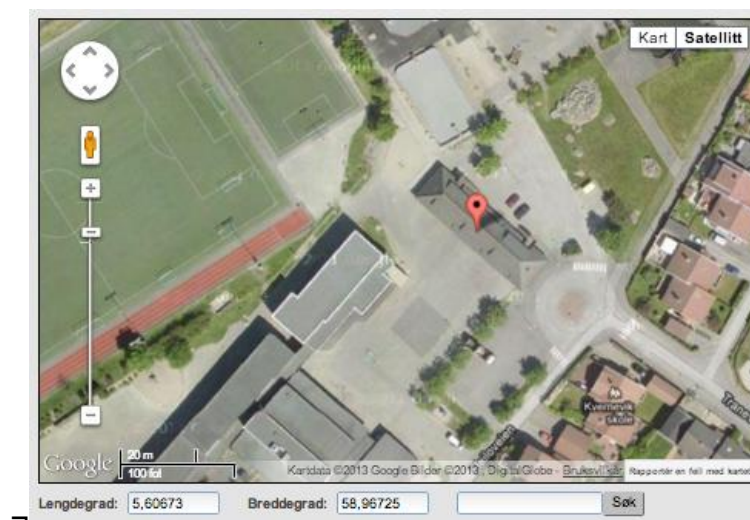 Kart Satellitt
Kvernevik
skole
20 m
100 fot
Google
Kartdata ©2013 Google Bilder ©2013 , DigitalGlobe - Bruksvilkår
Rapportér en feil med kartet
Lengdegrad: 5,60673 Breddegrad: 58,96725 Søk